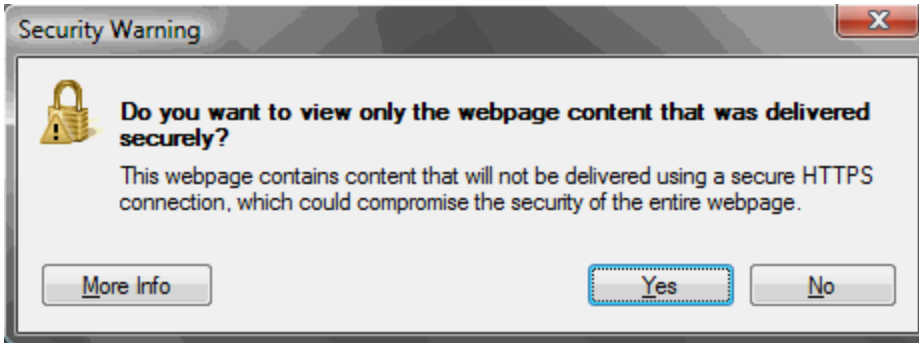 Security Warning
Do you want to view only the webpage content that was delivered
securely?
This webpage contains content that will not be delivered using a secure HTTPS
connection, which could compromise the security of the entire webpage.
More Info
Yes
No